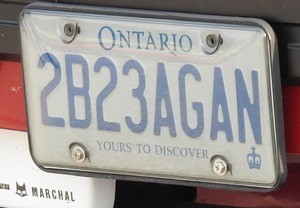 ONTARIO
2B23AGAN
YOURS TO DISCOVER
MARCHAL